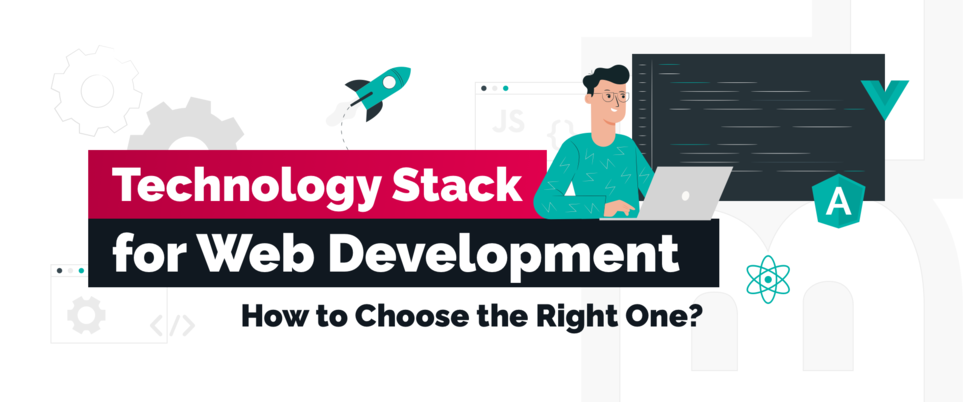 JS
{}
Technology Stack
for Web Development
A
</>
How to Choose the Right One?